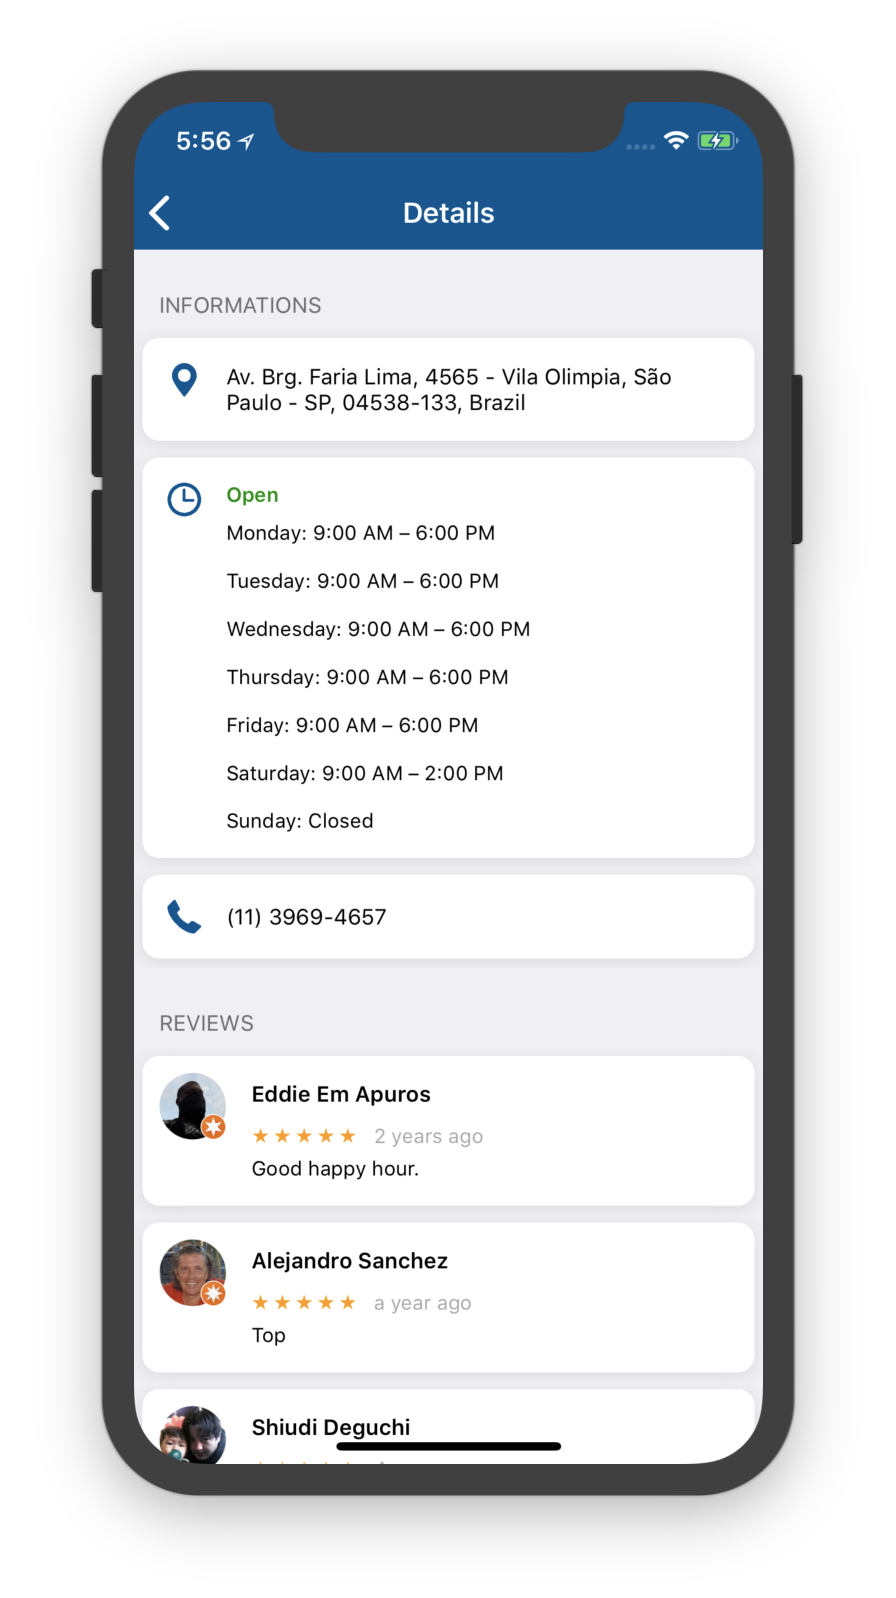 5:56
Details
INFORMATIONS
Av. Brg. Faria Lima, 4565 - Vila Olimpia, São
Paulo - SP, 04538-133, Brazil
Open
Monday: 9:00 AM – 6:00 PM
Tuesday: 9:00 AM – 6:00 PM
Wednesday: 9:00 AM – 6:00 PM
Thursday: 9:00 AM – 6:00 PM
Friday: 9:00 AM – 6:00 PM
Saturday: 9:00 AM – 2:00 PM
Sunday: Closed
(11) 3969-4657
REVIEWS
Eddie Em Apuros
★★★★★ 2 years ago
Good happy hour.
Alejandro Sanchez
★★★★★ a year ago
Top
Shiudi Deguchi